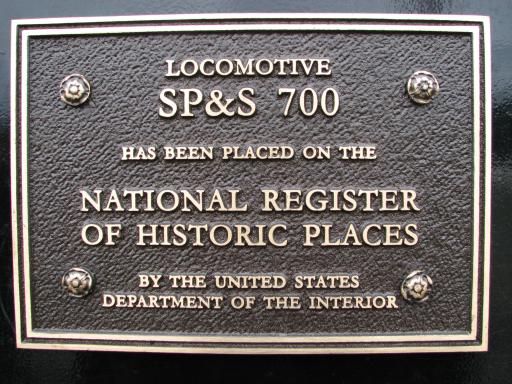 LOCOMOTIVE
SP&S 700
HAS BEEN PLACED ON THE
NATIONAL REGISTER
OF HISTORIC PLACES
BY THE UNITED STATES
DEPARTMENT OF THE INTERIOR